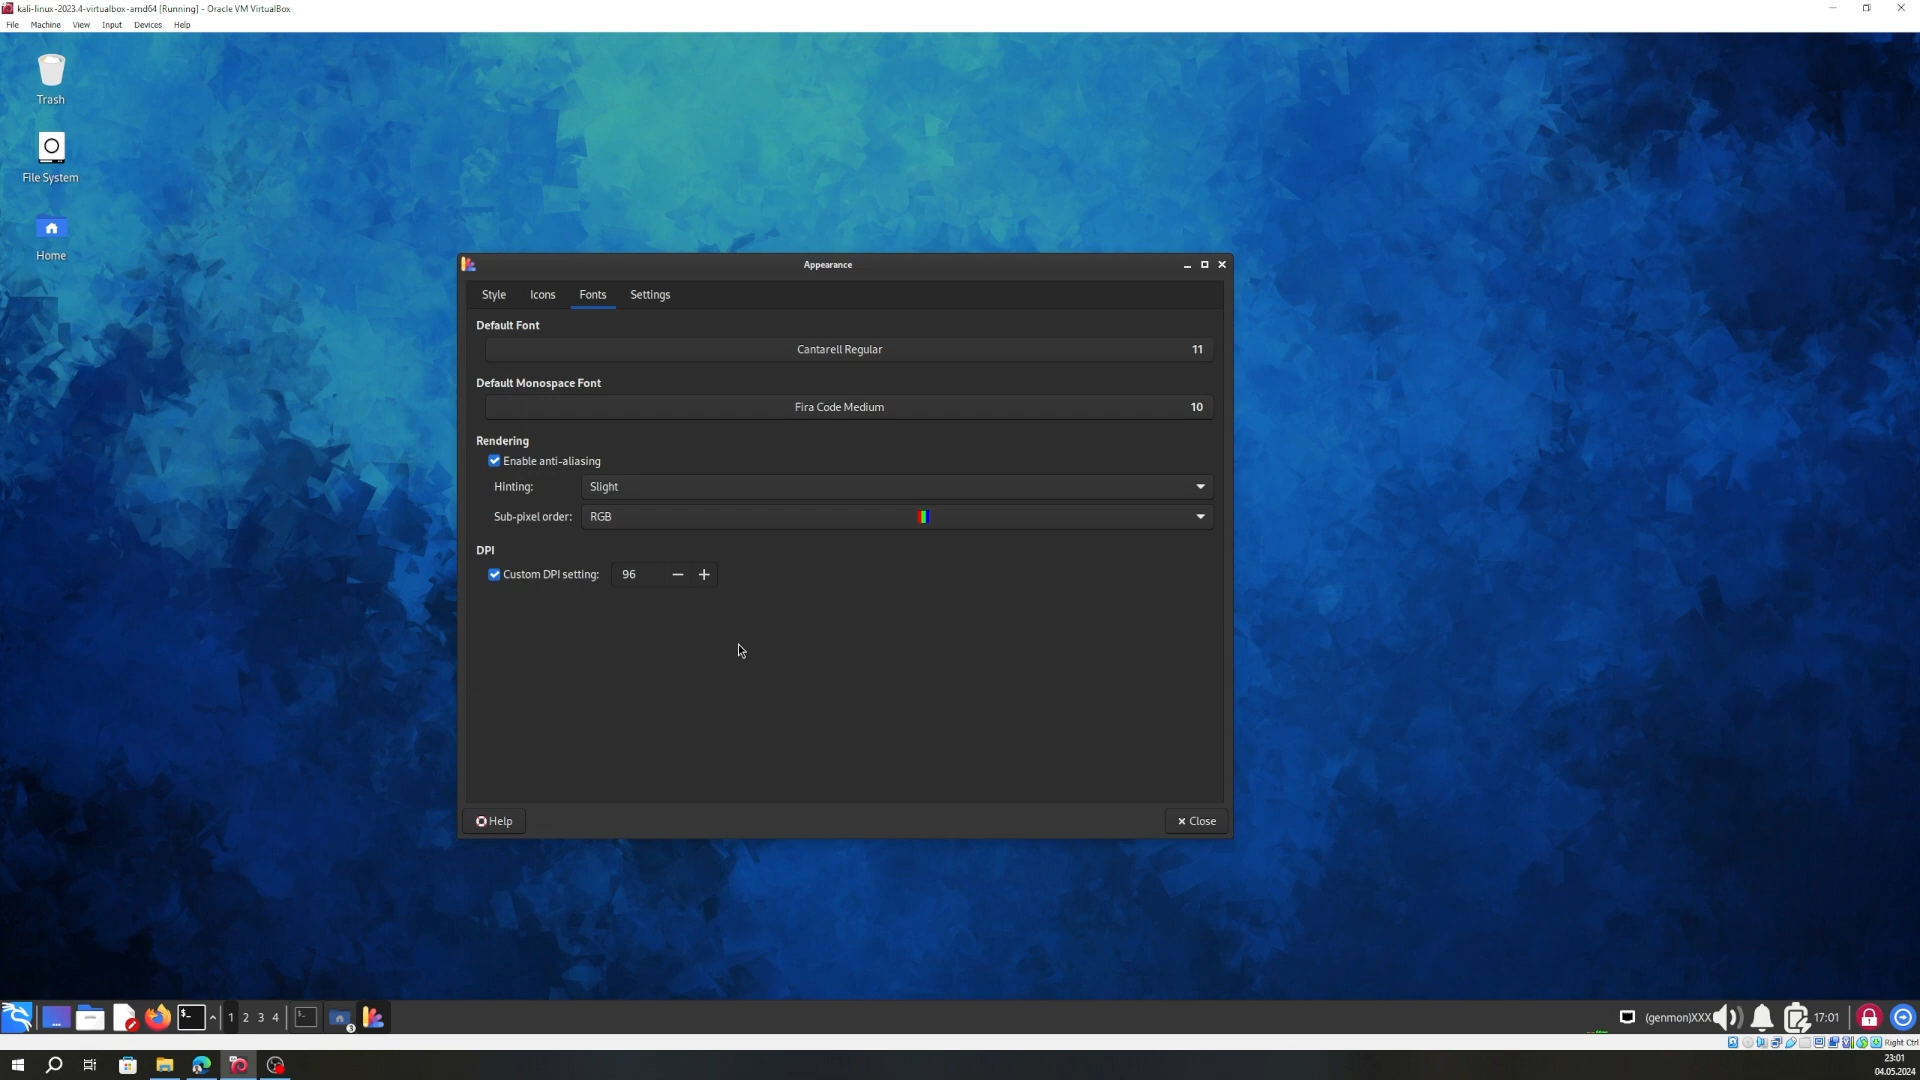 kali-linux-2023.4-virtualbox-amd64 [Running] - Oracle VM VirtualBox
File Machine View Input Devices Help
Trash
File System
Home
Appearance
Style Icons Fonts Settings
Default Font
Cantarell Regular 11
Default Monospace Font
Fira Code Medium 10
Rendering
Enable anti-aliasing
Hinting: Slight
Sub-pixel order: RGB
DPI
Custom DPI setting: 96
Help Close
1 2 3 4
3
(genmon)XXX 17:01
Right Ctrl
23:01
04.05.2024